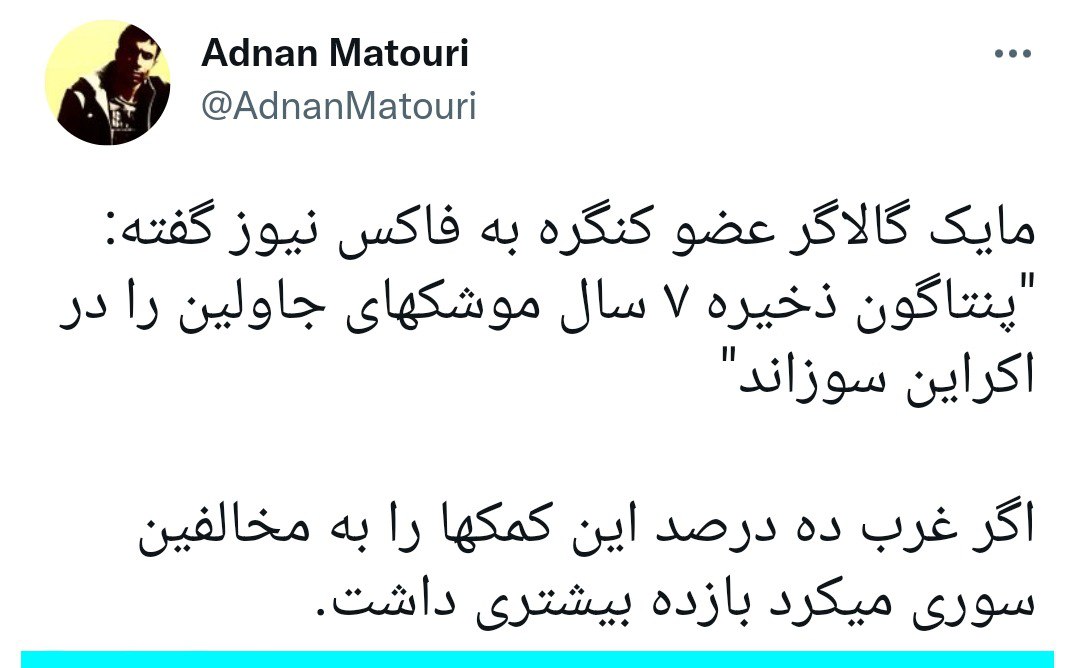 Adnan Matouri
@AdnanMatouri
مایک گالاگر عضو کنگره به فاکس نیوز گفته:
"پنتاگون ذخیره ۷ سال موشکهای جاولین را در
اکراین سوزاند"
اگر غرب ده درصد این کمکها را به مخالفین
سوری میکرد بازده بیشتری داشت.